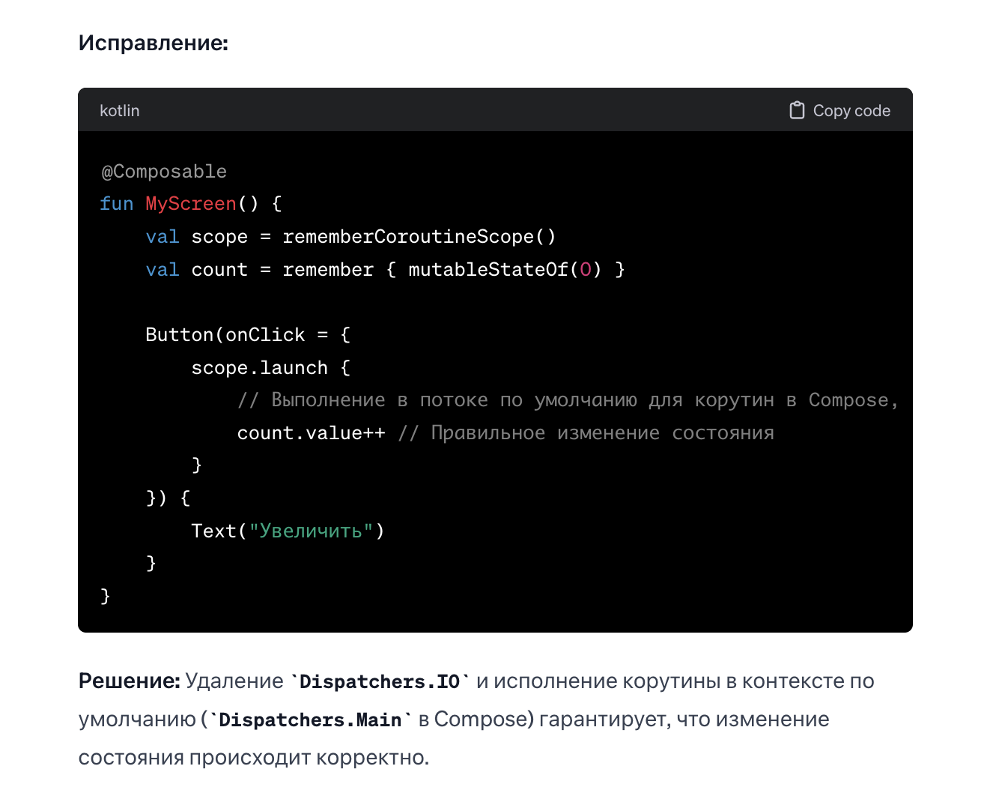 Исправление:
kotlin
Copy code
@Composable
fun MyScreen() {
    val scope = rememberCoroutineScope()
    val count = remember { mutableStateOf(0) }

    Button(onClick = {
        scope.launch {
            // Выполнение в потоке по умолчанию для корутин в Compose,
            count.value++ // Правильное изменение состояния
        }
    }) {
        Text("Увеличить")
    }
}
Решение: Удаление `Dispatchers.IO` и исполнение корутины в контексте по
умолчанию (`Dispatchers.Main` в Compose) гарантирует, что изменение
состояния происходит корректно.